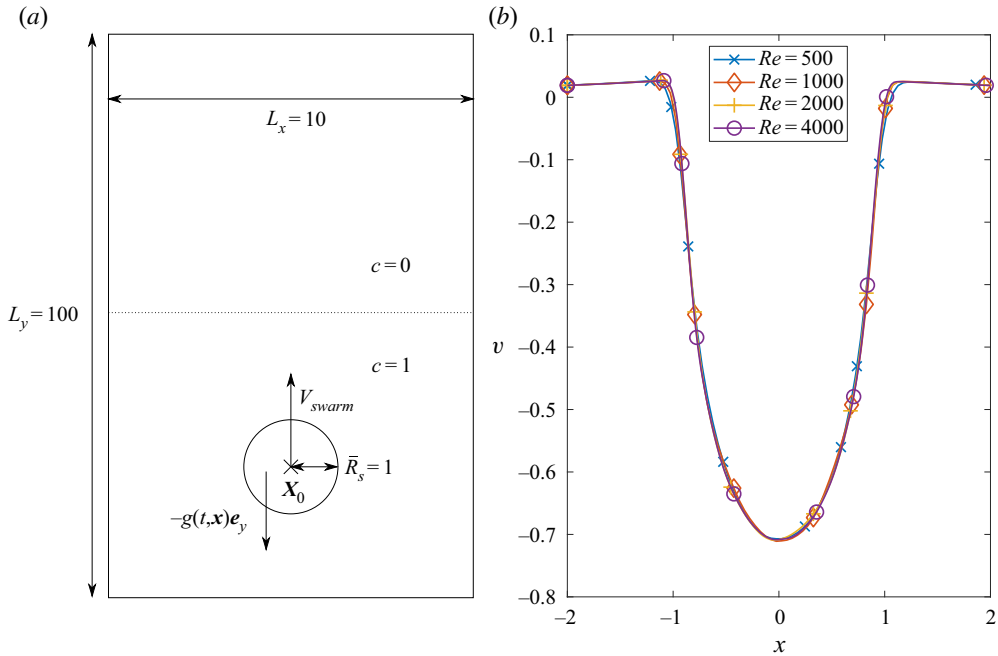 (a)
L_x = 10
c = 0
L_y = 100
c = 1
V_swarm
R̄_s = 1
X_0
−g(t,x)e_y
(b)
0.1
Re = 500
Re = 1000
Re = 2000
Re = 4000
0
−0.1
−0.2
−0.3
v
−0.4
−0.5
−0.6
−0.7
−0.8
−2
−1
0
1
2
x